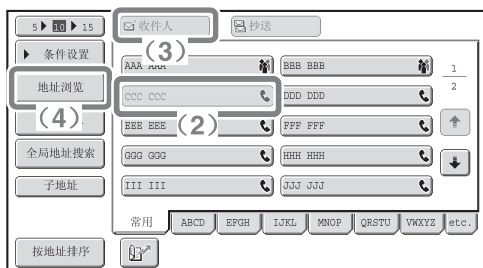 5 10 15
收件人
抄送
条件设置
(3)
AAA AAA
BBB BBB
1
2
地址浏览
CCC CCC
DDD DDD
(4)
(2)
EEE EEE
FFF FFF
全局地址搜索
GGG GGG
HHH HHH
子地址
III III
JJJ JJJ
常用
ABCD
EFGH
IJKL
MNOP
QRSTU
VWXYZ
etc.
按地址排序